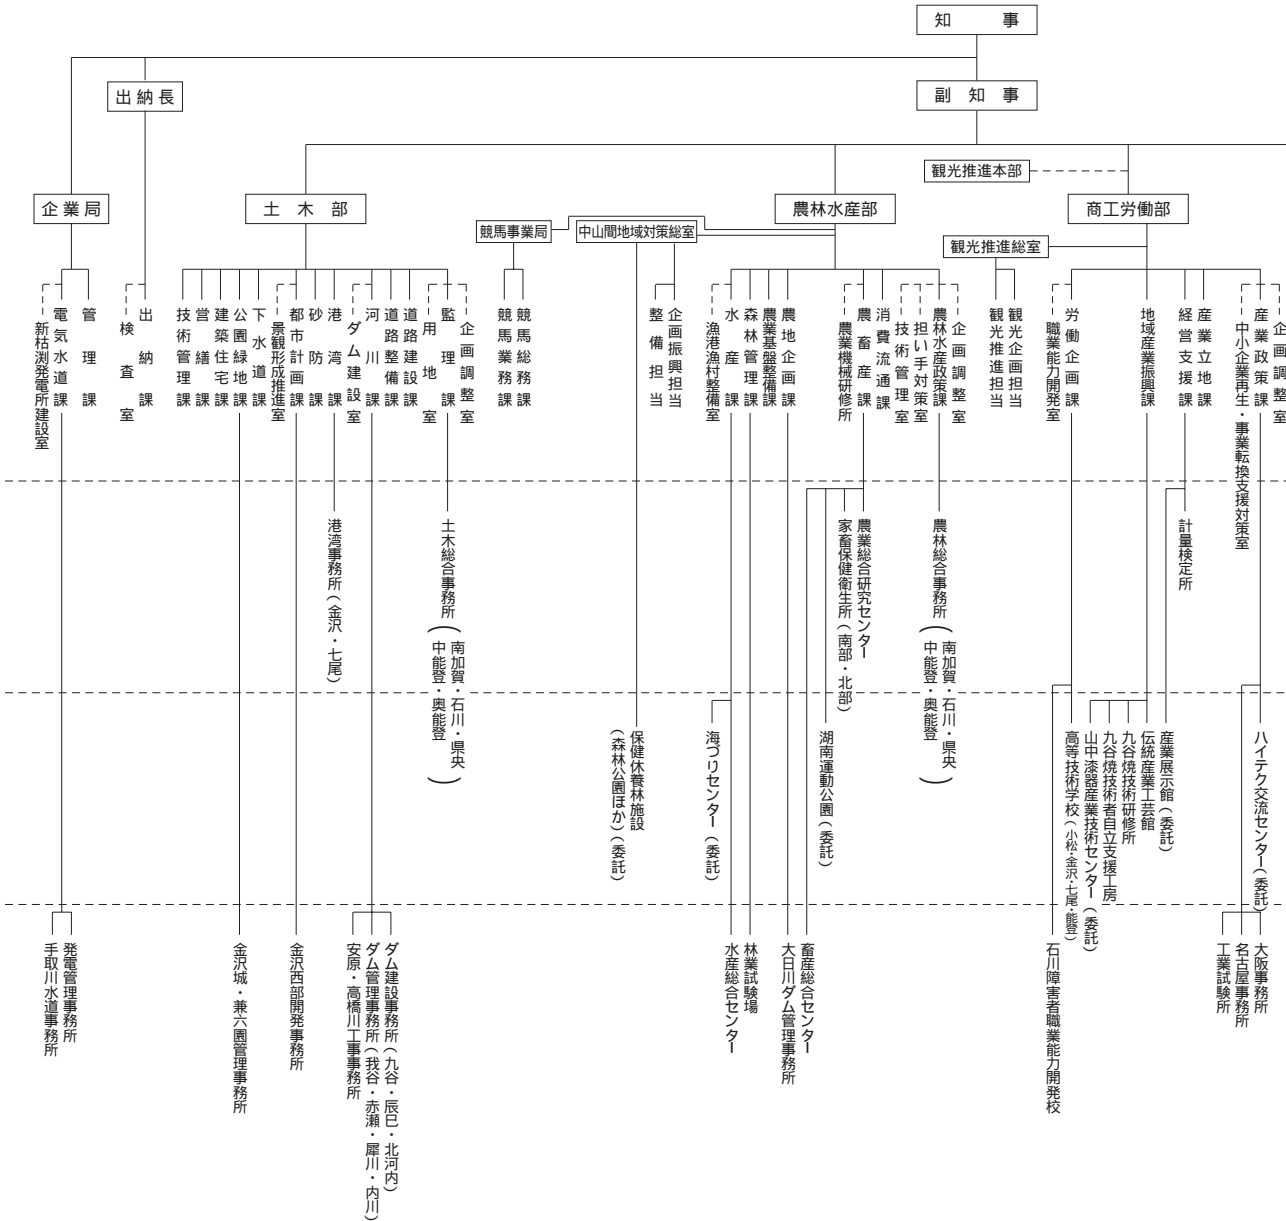 知事
副知事
出納長
観光推進本部
商工労働部
農林水産部
土木部
企業局
観光推進総室
中山間地域対策総室
競馬事業局
企画調整室
産業政策課
中小企業再生・事業転換支援対策室
産業立地課
経営支援課
地域産業振興課
労働企画課
職業能力開発室
観光企画担当
観光推進担当
企画調整室
農林水産政策課
担い手対策室
技術管理室
消費流通課
農畜産課
農業機械研修所
農地企画課
農業基盤整備課
森林管理課
水産課
漁港漁村整備室
企画振興担当
整備担当
競馬総務課
競馬業務課
企画調整室
監理課
用地室
道路建設課
道路整備課
河川課
ダム建設室
港湾課
砂防課
都市計画課
景観形成推進室
下水道課
公園緑地課
建築住宅課
営繕課
技術管理課
出納課
検査室
管理課
電気水道課
新枯渕発電所建設室
計量検定所
農林総合事務所
(南加賀・石川・県央
中能登・奥能登)
農業総合研究センター
家畜保健衛生所(南部・北部)
土木総合事務所
(南加賀・石川・県央
中能登・奥能登)
港湾事務所(金沢・七尾)
ハイテク交流センター(委託)
産業展示館(委託)
伝統産業工芸館
九谷焼技術研修所
九谷焼技術者自立支援工房
山中漆器産業技術センター(委託)
高等技術学校(小松・金沢・七尾・能登)
湖南運動公園(委託)
海づりセンター(委託)
保健休養林施設
(森林公園ほか)(委託)
大阪事務所
名古屋事務所
工業試験所
石川障害者職業能力開発校
畜産総合センター
大日川ダム管理事務所
林業試験場
水産総合センター
ダム建設事務所(九谷・辰巳・北河内)
ダム管理事務所(我谷・赤瀬・犀川・内川)
安原・高橋川工事事務所
金沢西部開発事務所
金沢城・兼六園管理事務所
発電管理事務所
手取川水道事務所